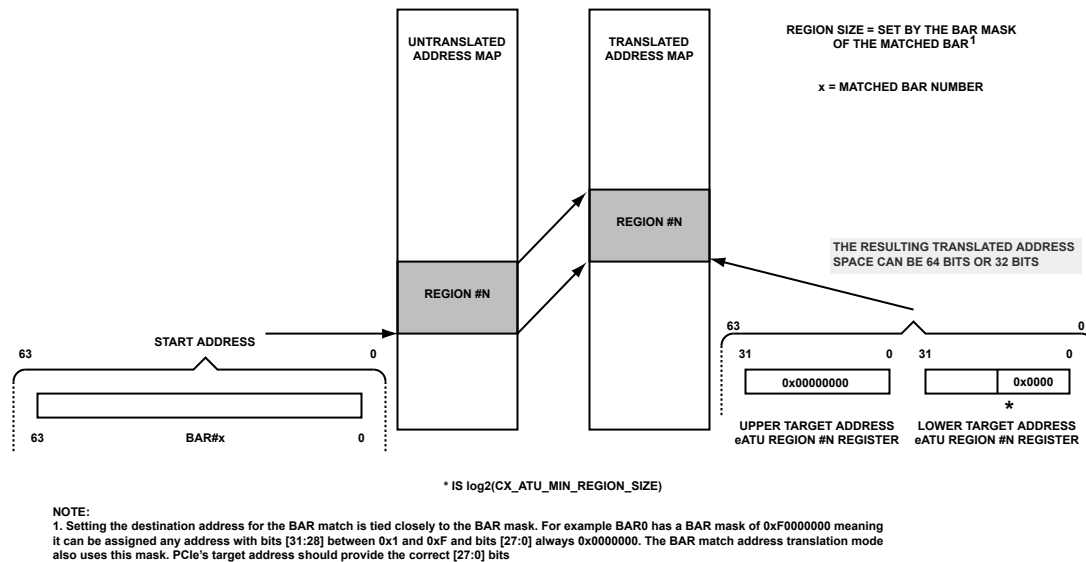 UNTRANSLATED
ADDRESS MAP
TRANSLATED
ADDRESS MAP
REGION SIZE = SET BY THE BAR MASK
OF THE MATCHED BAR1
x = MATCHED BAR NUMBER
REGION #N
REGION #N
THE RESULTING TRANSLATED ADDRESS
SPACE CAN BE 64 BITS OR 32 BITS
START ADDRESS
63 0
63 BAR#x 0
63 0
31 0 31 0
0x00000000 0x0000
*
UPPER TARGET ADDRESS
eATU REGION #N REGISTER
LOWER TARGET ADDRESS
eATU REGION #N REGISTER
* IS log2(CX_ATU_MIN_REGION_SIZE)
NOTE:
1. Setting the destination address for the BAR match is tied closely to the BAR mask. For example BAR0 has a BAR mask of 0xF0000000 meaning
it can be assigned any address with bits [31:28] between 0x1 and 0xF and bits [27:0] always 0x0000000. The BAR match address translation mode
also uses this mask. PCIe's target address should provide the correct [27:0] bits